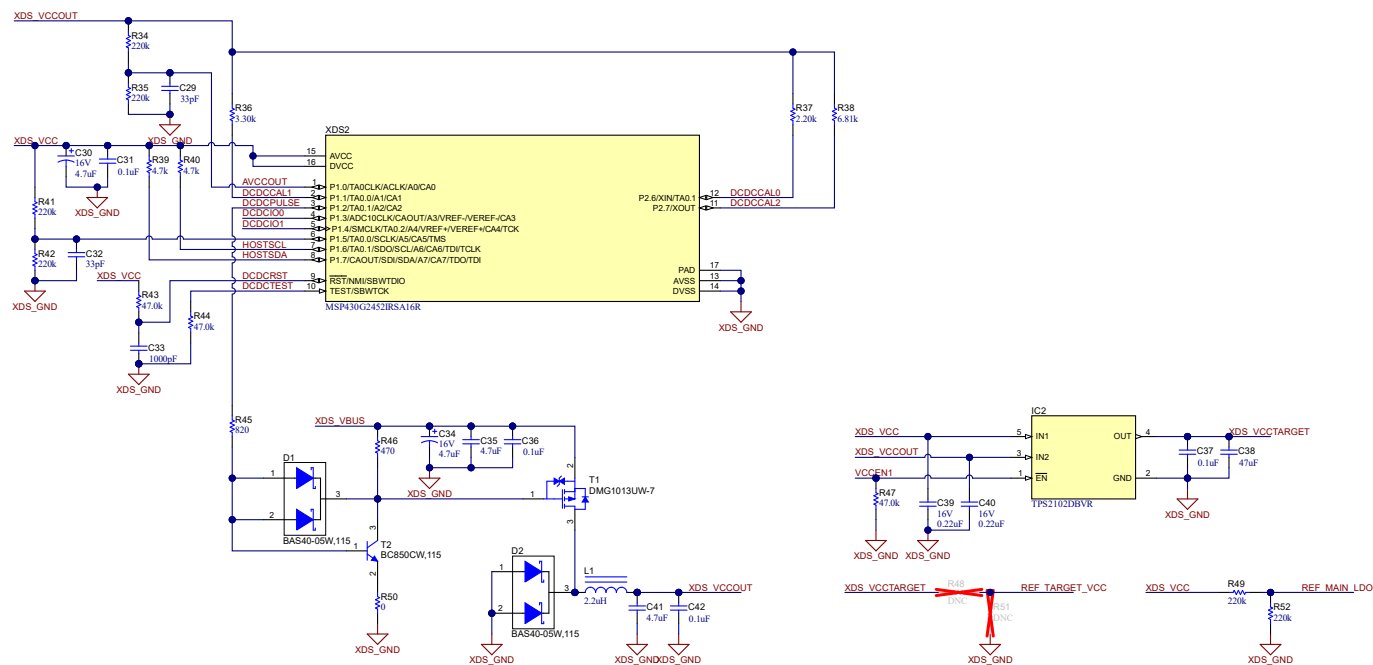 XDS_VCCOUT
R34
220k
R35
220k
C29
33pF
XDS_GND
R36
3.30k
R37
2.20k
R38
6.81k
XDS_VCC
C30
16V
4.7uF
C31
0.1uF
XDS_GND
R39
4.7k
R40
4.7k
R41
220k
R42
220k
C32
33pF
XDS_GND
XDS2
15 AVCC
16 DVCC
AVCCOUT 1 P1.0/TA0CLK/ACLK/A0/CA0
DCDCCAL1 2 P1.1/TA0.0/A1/CA1
DCDCPULSE 3 P1.2/TA0.1/A2/CA2
DCDCIO0 4 P1.3/ADC10CLK/CAOUT/A3/VREF-/VEREF-/CA3
DCDCIO1 5 P1.4/SMCLK/TA0.2/A4/VREF+/VEREF+/CA4/TCK
6 P1.5/TA0.0/SCLK/A5/CA5/TMS
HOSTSCL 7 P1.6/TA0.1/SDO/SCL/A6/CA6/TDI/TCLK
HOSTSDA 8 P1.7/CAOUT/SDI/SDA/A7/CA7/TDO/TDI
DCDCRST 9 RST/NMI/SBWTDIO
DCDCTEST 10 TEST/SBWTCK
P2.6/XIN/TA0.1 12 DCDCCAL0
P2.7/XOUT 11 DCDCCAL2
PAD 17
AVSS 13
DVSS 14
XDS_GND
MSP430G2452IRSA16R
XDS_VCC
R43
47.0k
R44
47.0k
C33
1000pF
XDS_GND
R45
820
XDS_VBUS
R46
470
C34
16V
4.7uF
C35
4.7uF
C36
0.1uF
XDS_GND
D1
1
2
3
BAS40-05W,115
3
1
2
T2
BC850CW,115
R50
0
XDS_GND
1
2
3
T1
DMG1013UW-7
D2
1
2
3
BAS40-05W,115
XDS_GND
L1
2.2uH
XDS_VCCOUT
C41
4.7uF
C42
0.1uF
XDS_GND
XDS_GND
IC2
XDS_VCC 5 IN1
XDS_VCCOUT 3 IN2
VCCEN1 1 EN
OUT 4 XDS_VCCTARGET
GND 2
TPS2102DBVR
R47
47.0k
C39
16V
0.22uF
C40
16V
0.22uF
XDS_GND
XDS_GND
C37
0.1uF
C38
47uF
XDS_GND
XDS_VCCTARGET
R48
DNC
REF_TARGET_VCC
R51
DNC
XDS_GND
XDS_VCC
R49
220k
REF_MAIN_LDO
R52
220k
XDS_GND